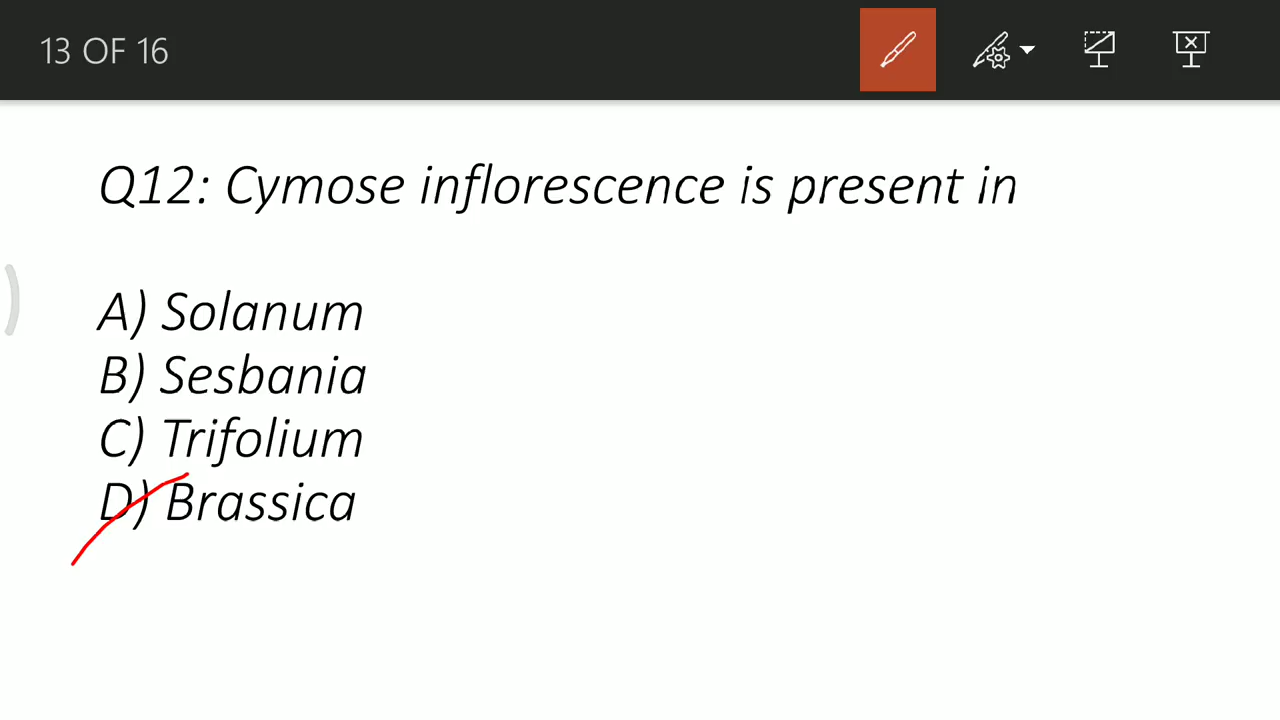 13 OF 16
Q12: Cymose inflorescence is present in
A) Solanum
B) Sesbania
C) Trifolium
D) Brassica